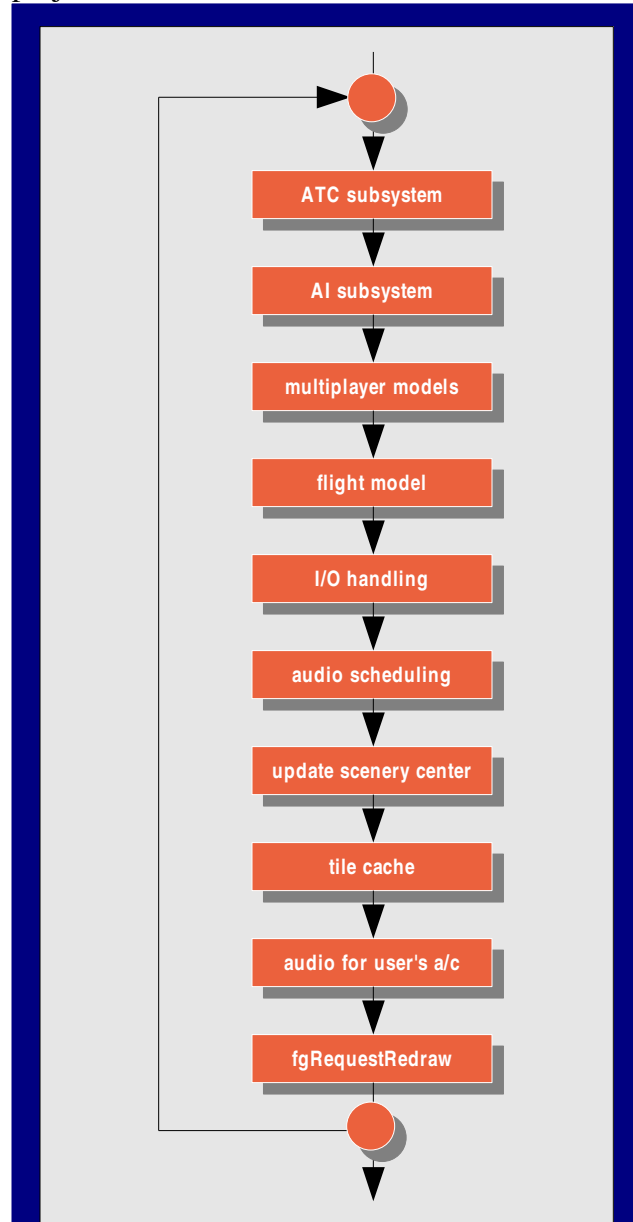 ATC subsystem
AI subsystem
multiplayer models
flight model
I/O handling
audio scheduling
update scenery center
tile cache
audio for user's a/c
fgRequestRedraw